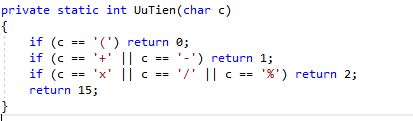 private static int UuTien(char c)
{
if (c == '(') return 0;
if (c == '+' || c == '-') return 1;
if (c == 'x' || c == '/' || c == '%') return 2;
return 15;
}